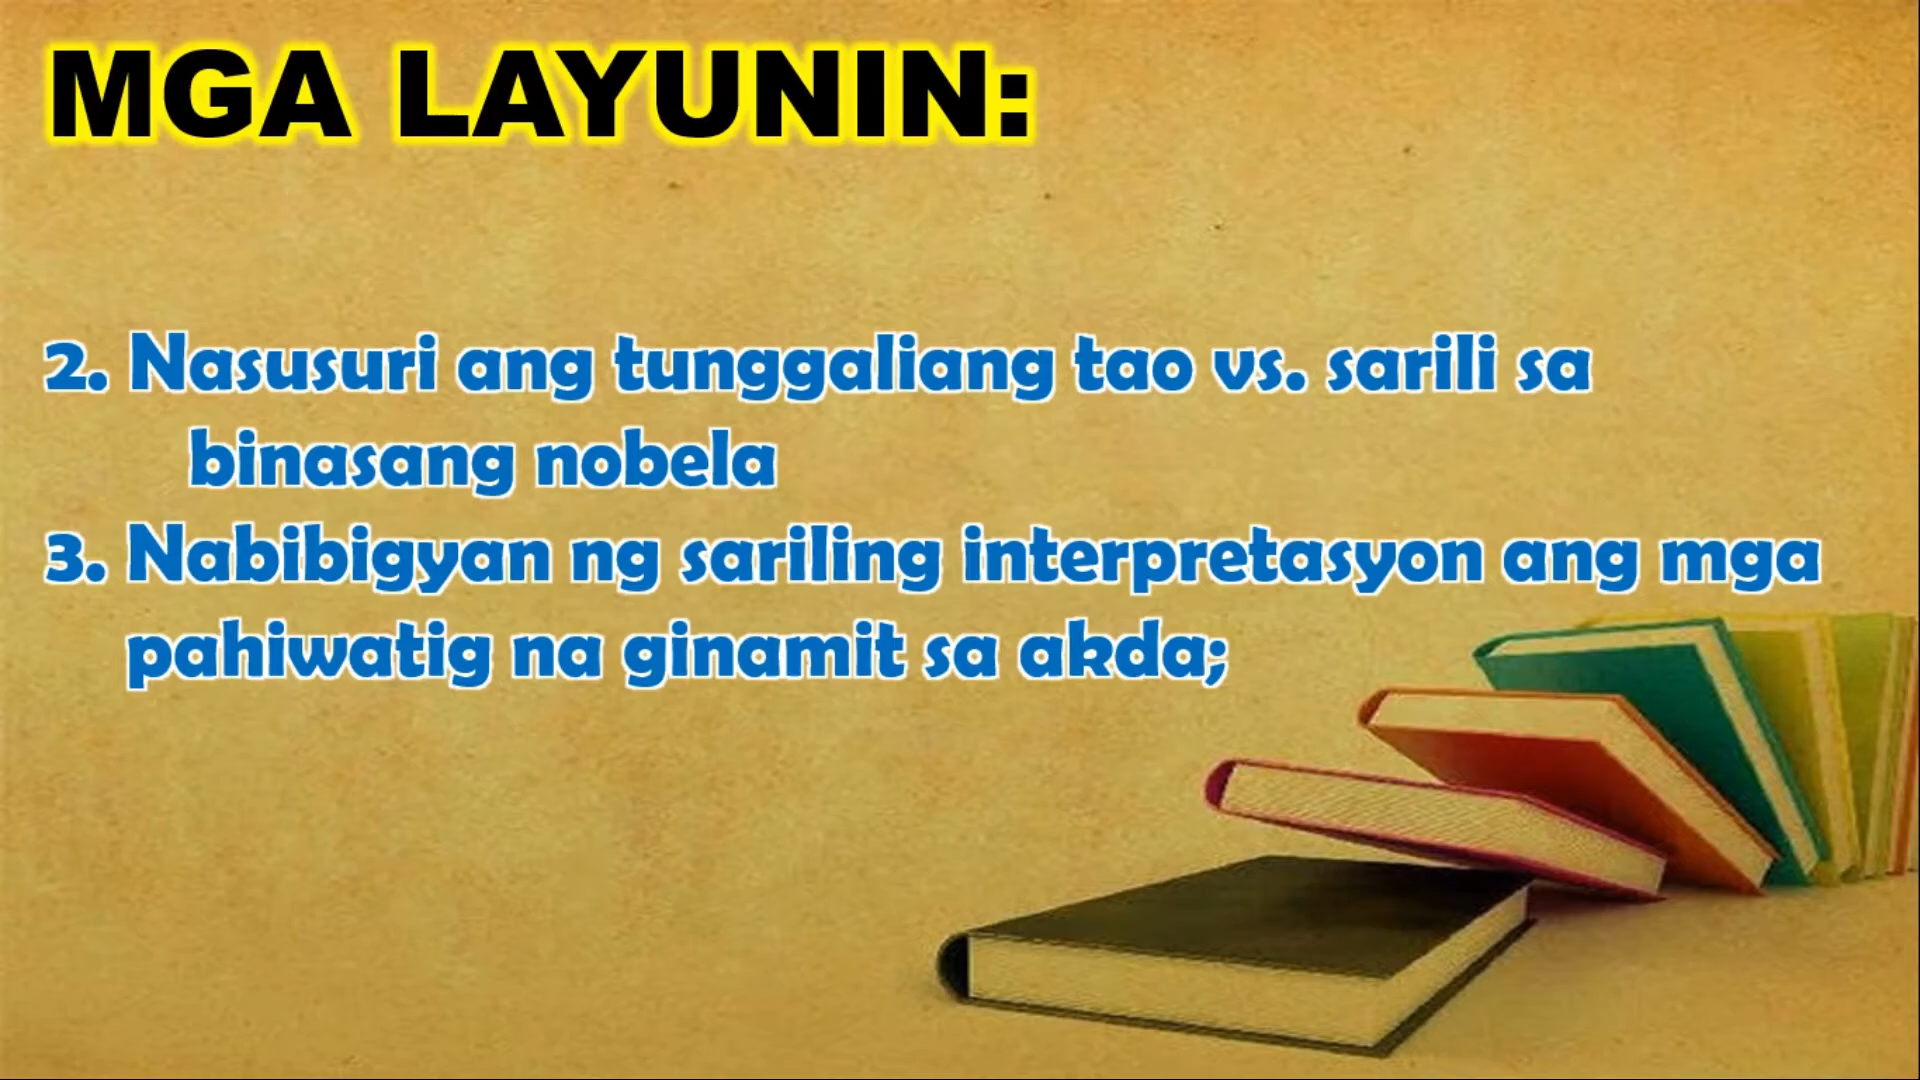 MGA LAYUNIN:
2. Nasusuri ang tunggaliang tao vs. sarili sa
binasang nobela
3. Nabibigyan ng sariling interpretasyon ang mga
pahiwatig na ginamit sa akda;